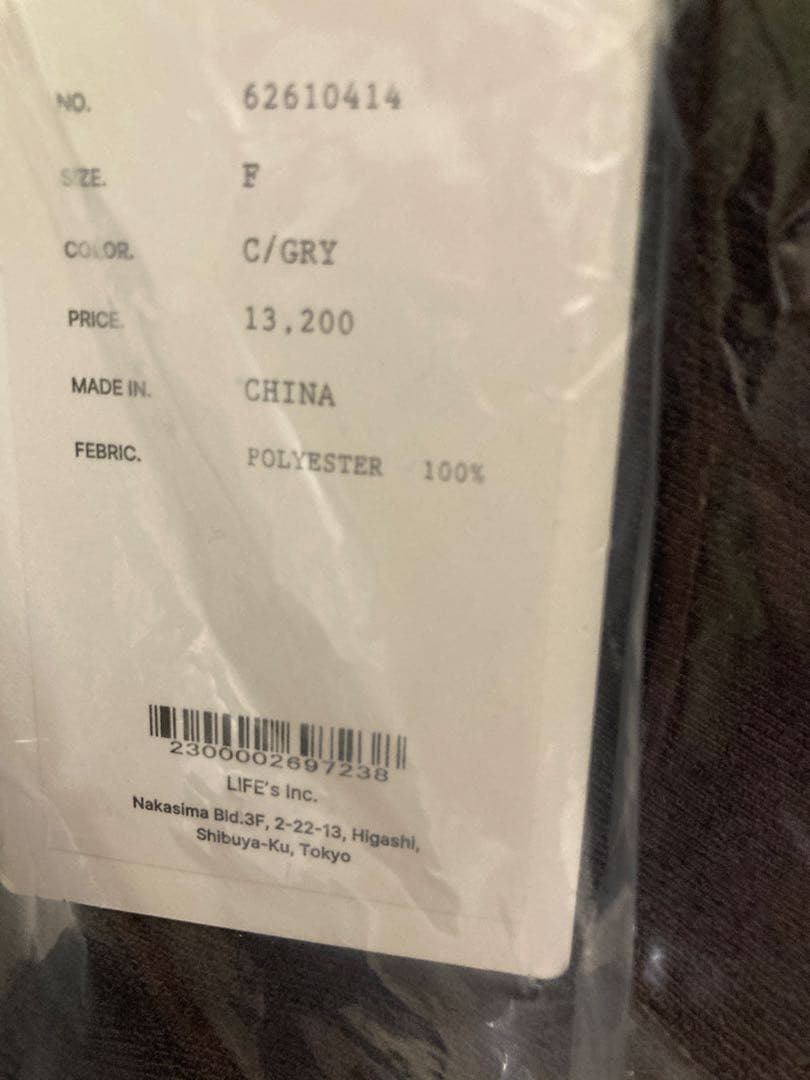 NO. 62610414
SIZE. F
COLOR. C/GRY
PRICE. 13,200
MADE IN. CHINA
FEBRIC. POLYESTER 100%
2300002697238
LIFE's Inc.
Nakasima Bld.3F, 2-22-13, Higashi,
Shibuya-Ku, Tokyo